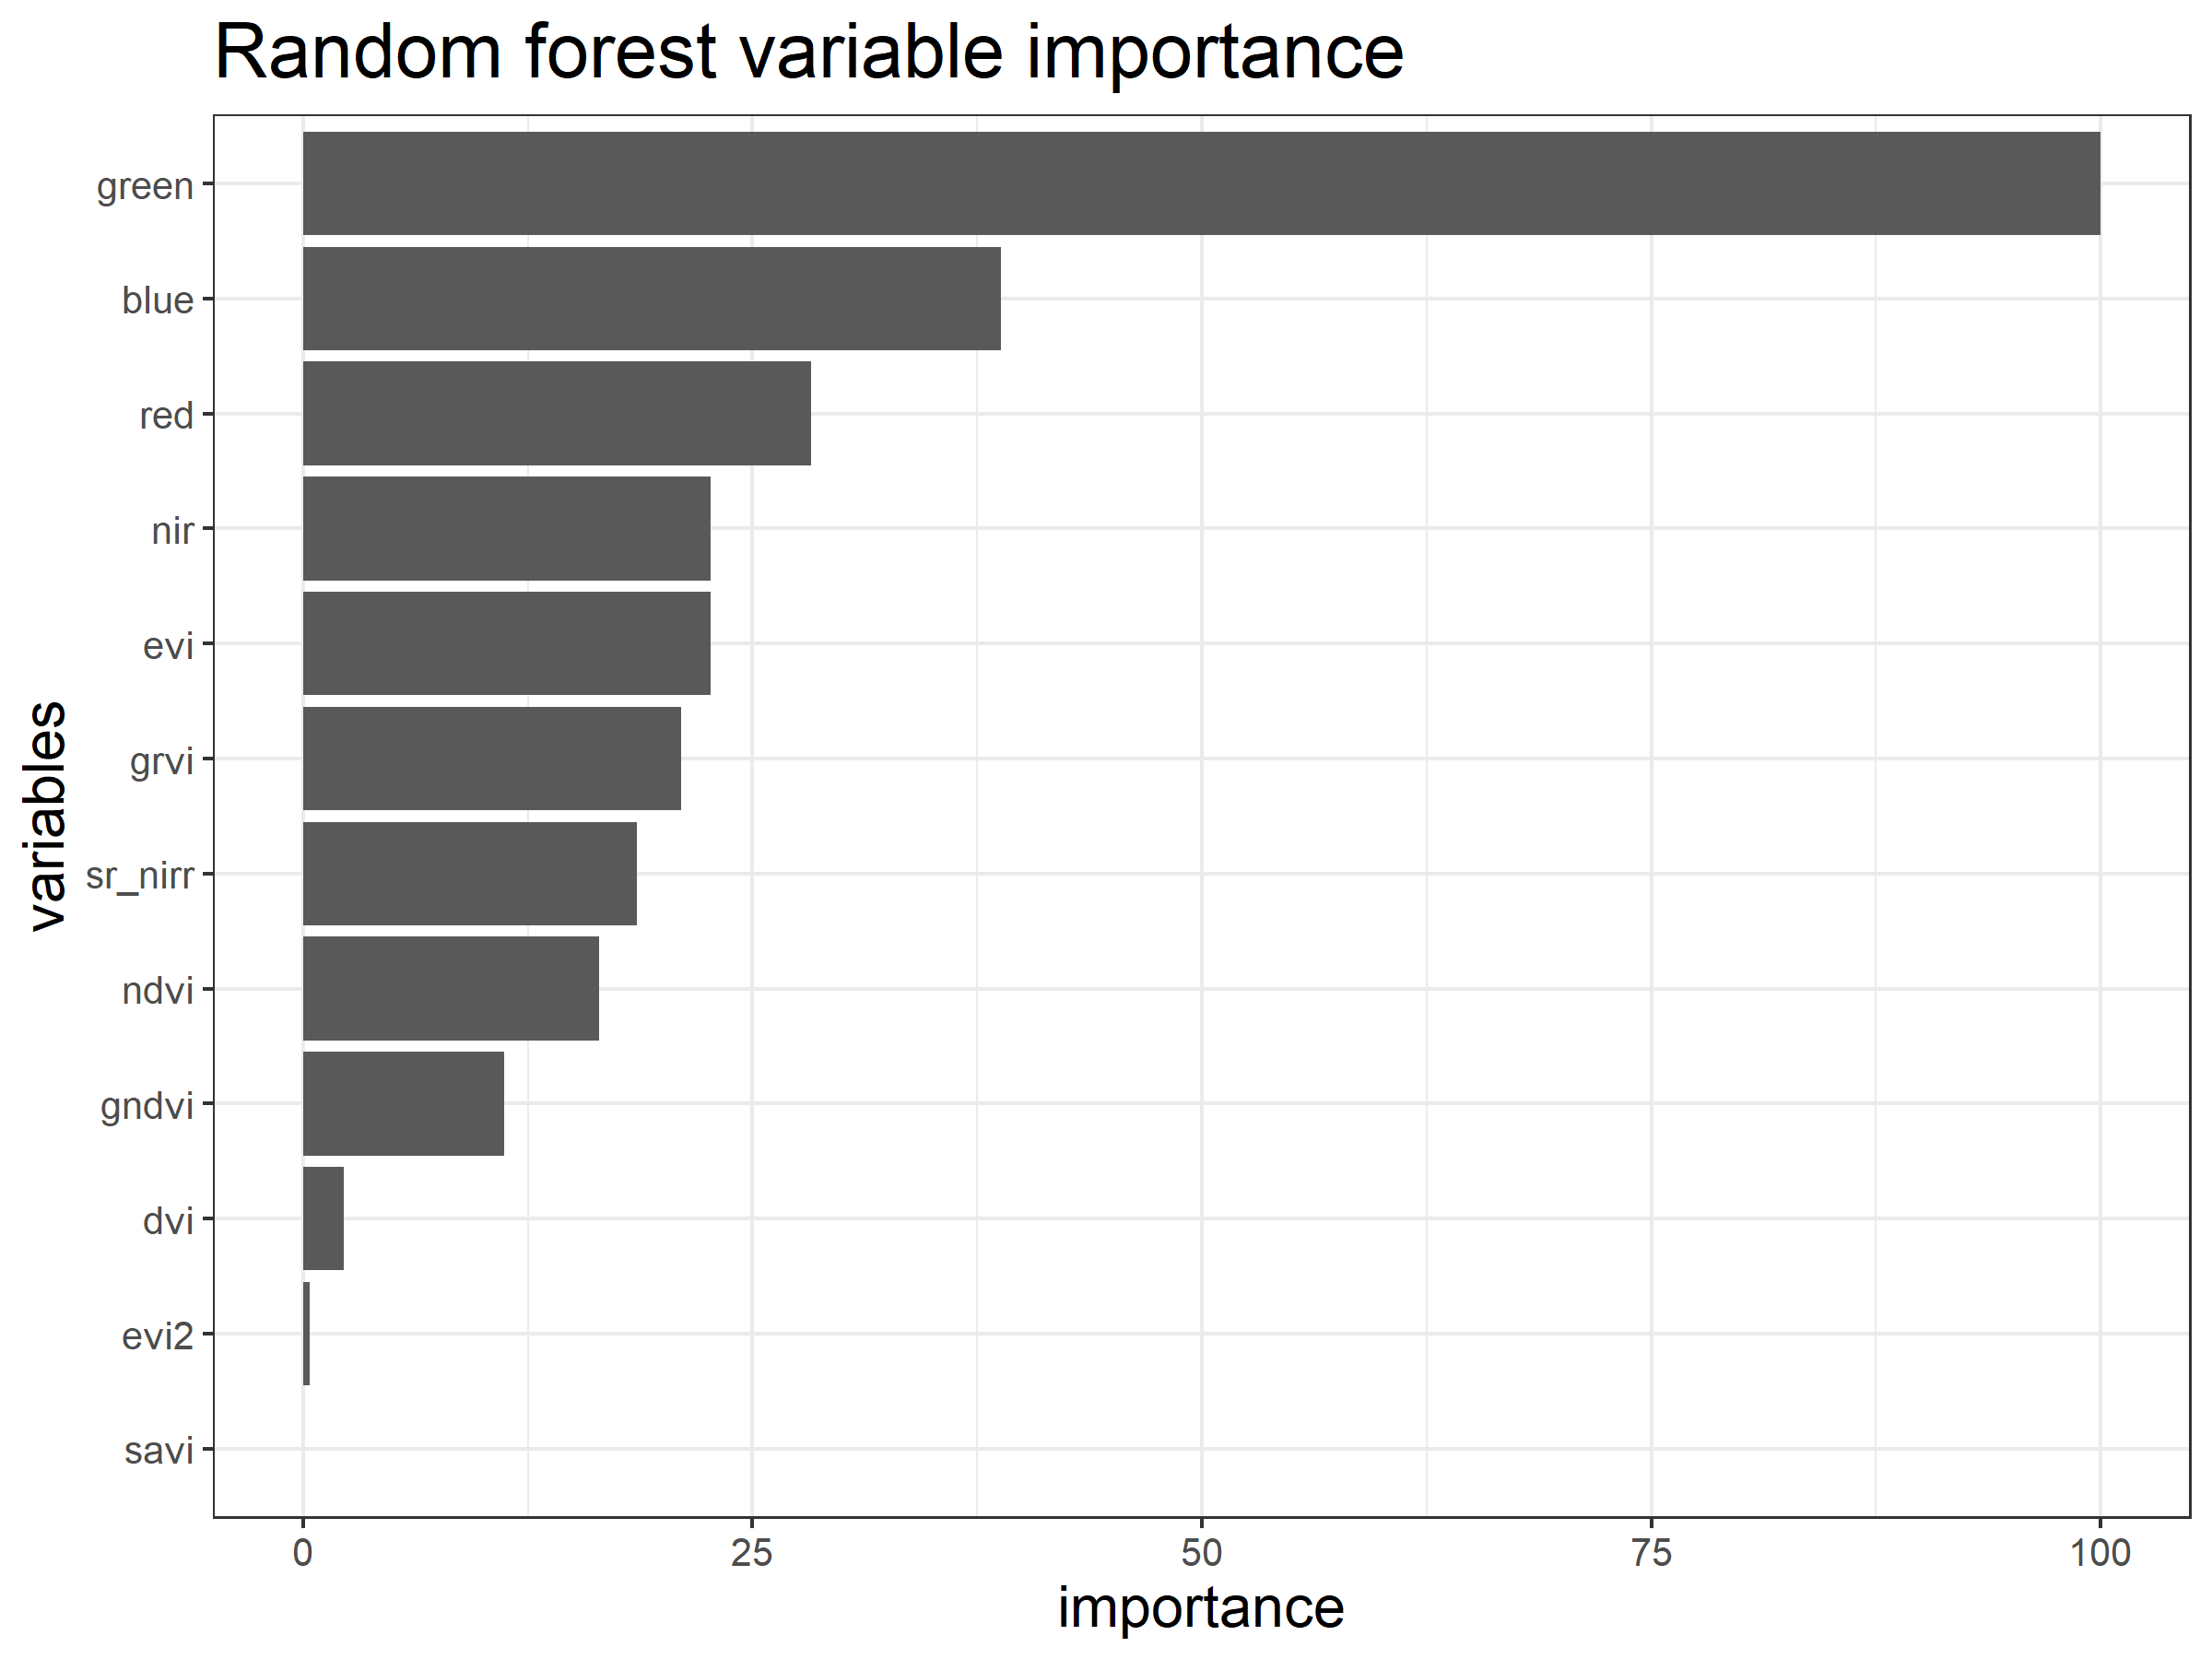 Random forest variable importance
green
blue
red
nir
evi
grvi
sr_nirr
ndvi
gndvi
dvi
evi2
savi
variables
0 25 50 75 100
importance